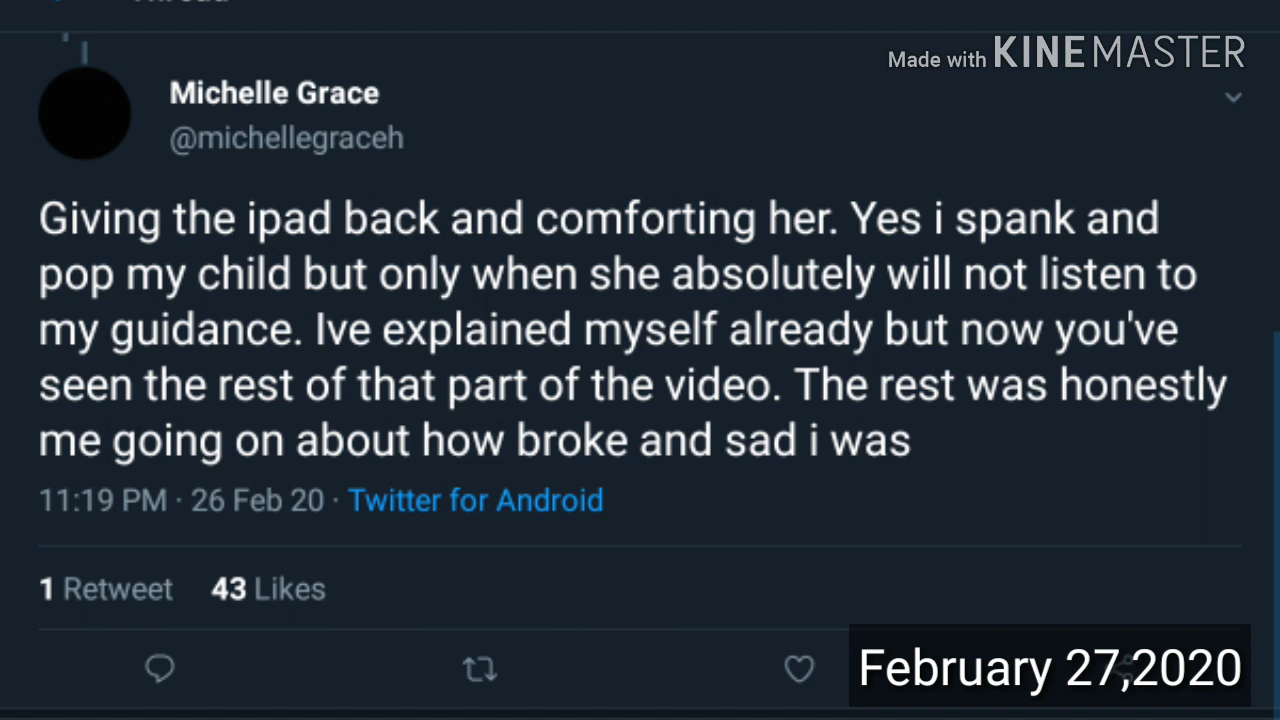 Made with KINEMASTER
Michelle Grace
@michellegraceh
Giving the ipad back and comforting her. Yes i spank and
pop my child but only when she absolutely will not listen to
my guidance. Ive explained myself already but now you've
seen the rest of that part of the video. The rest was honestly
me going on about how broke and sad i was
11:19 PM · 26 Feb 20 · Twitter for Android
1 Retweet 43 Likes
February 27,2020